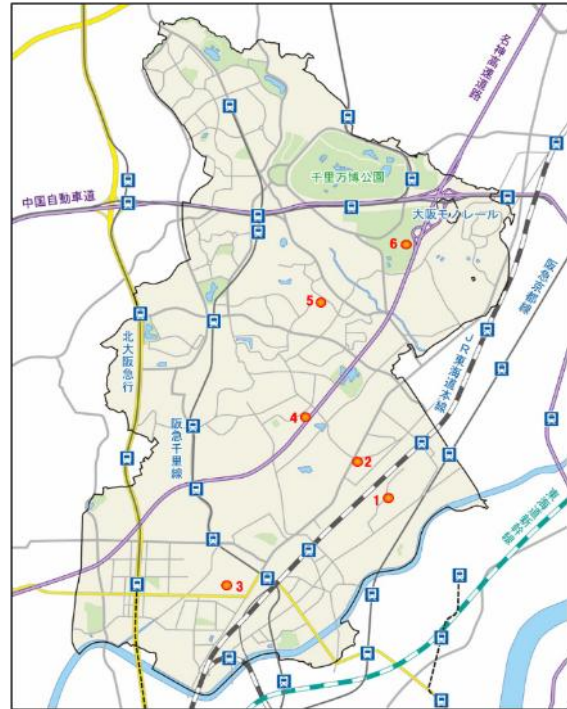 名神高速道路
千里万博公園
中国自動車道
大阪モノレール
6
阪急京都線
5
北大阪急行
JR東海道本線
4
阪急千里線
2
1
東海道新幹線
3